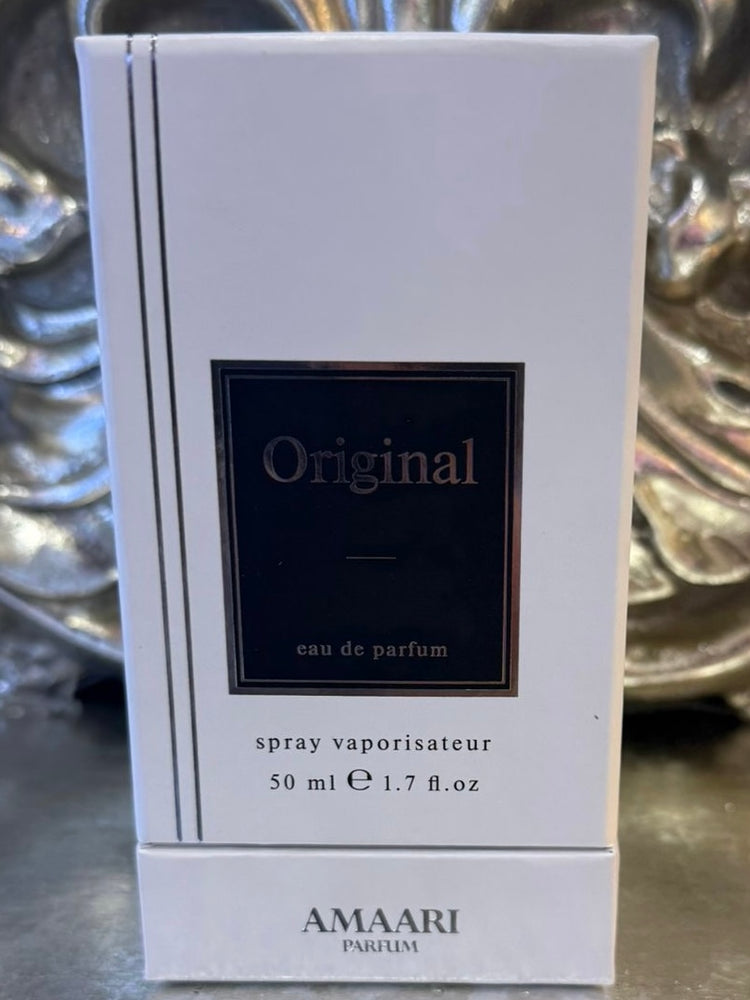 Original
eau de parfum
spray vaporisateur
50 ml ℮ 1.7 fl.oz
AMAARI
PARFUM